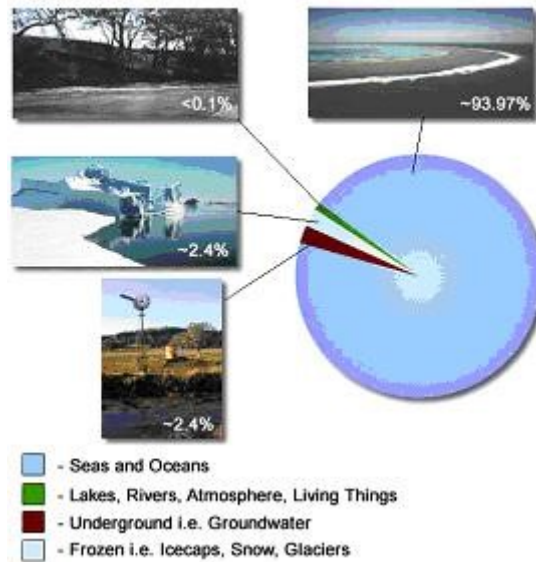 <0.1%
~93.97%
~2.4%
~2.4%
- Seas and Oceans
- Lakes, Rivers, Atmosphere, Living Things
- Underground i.e. Groundwater
- Frozen i.e. Icecaps, Snow, Glaciers